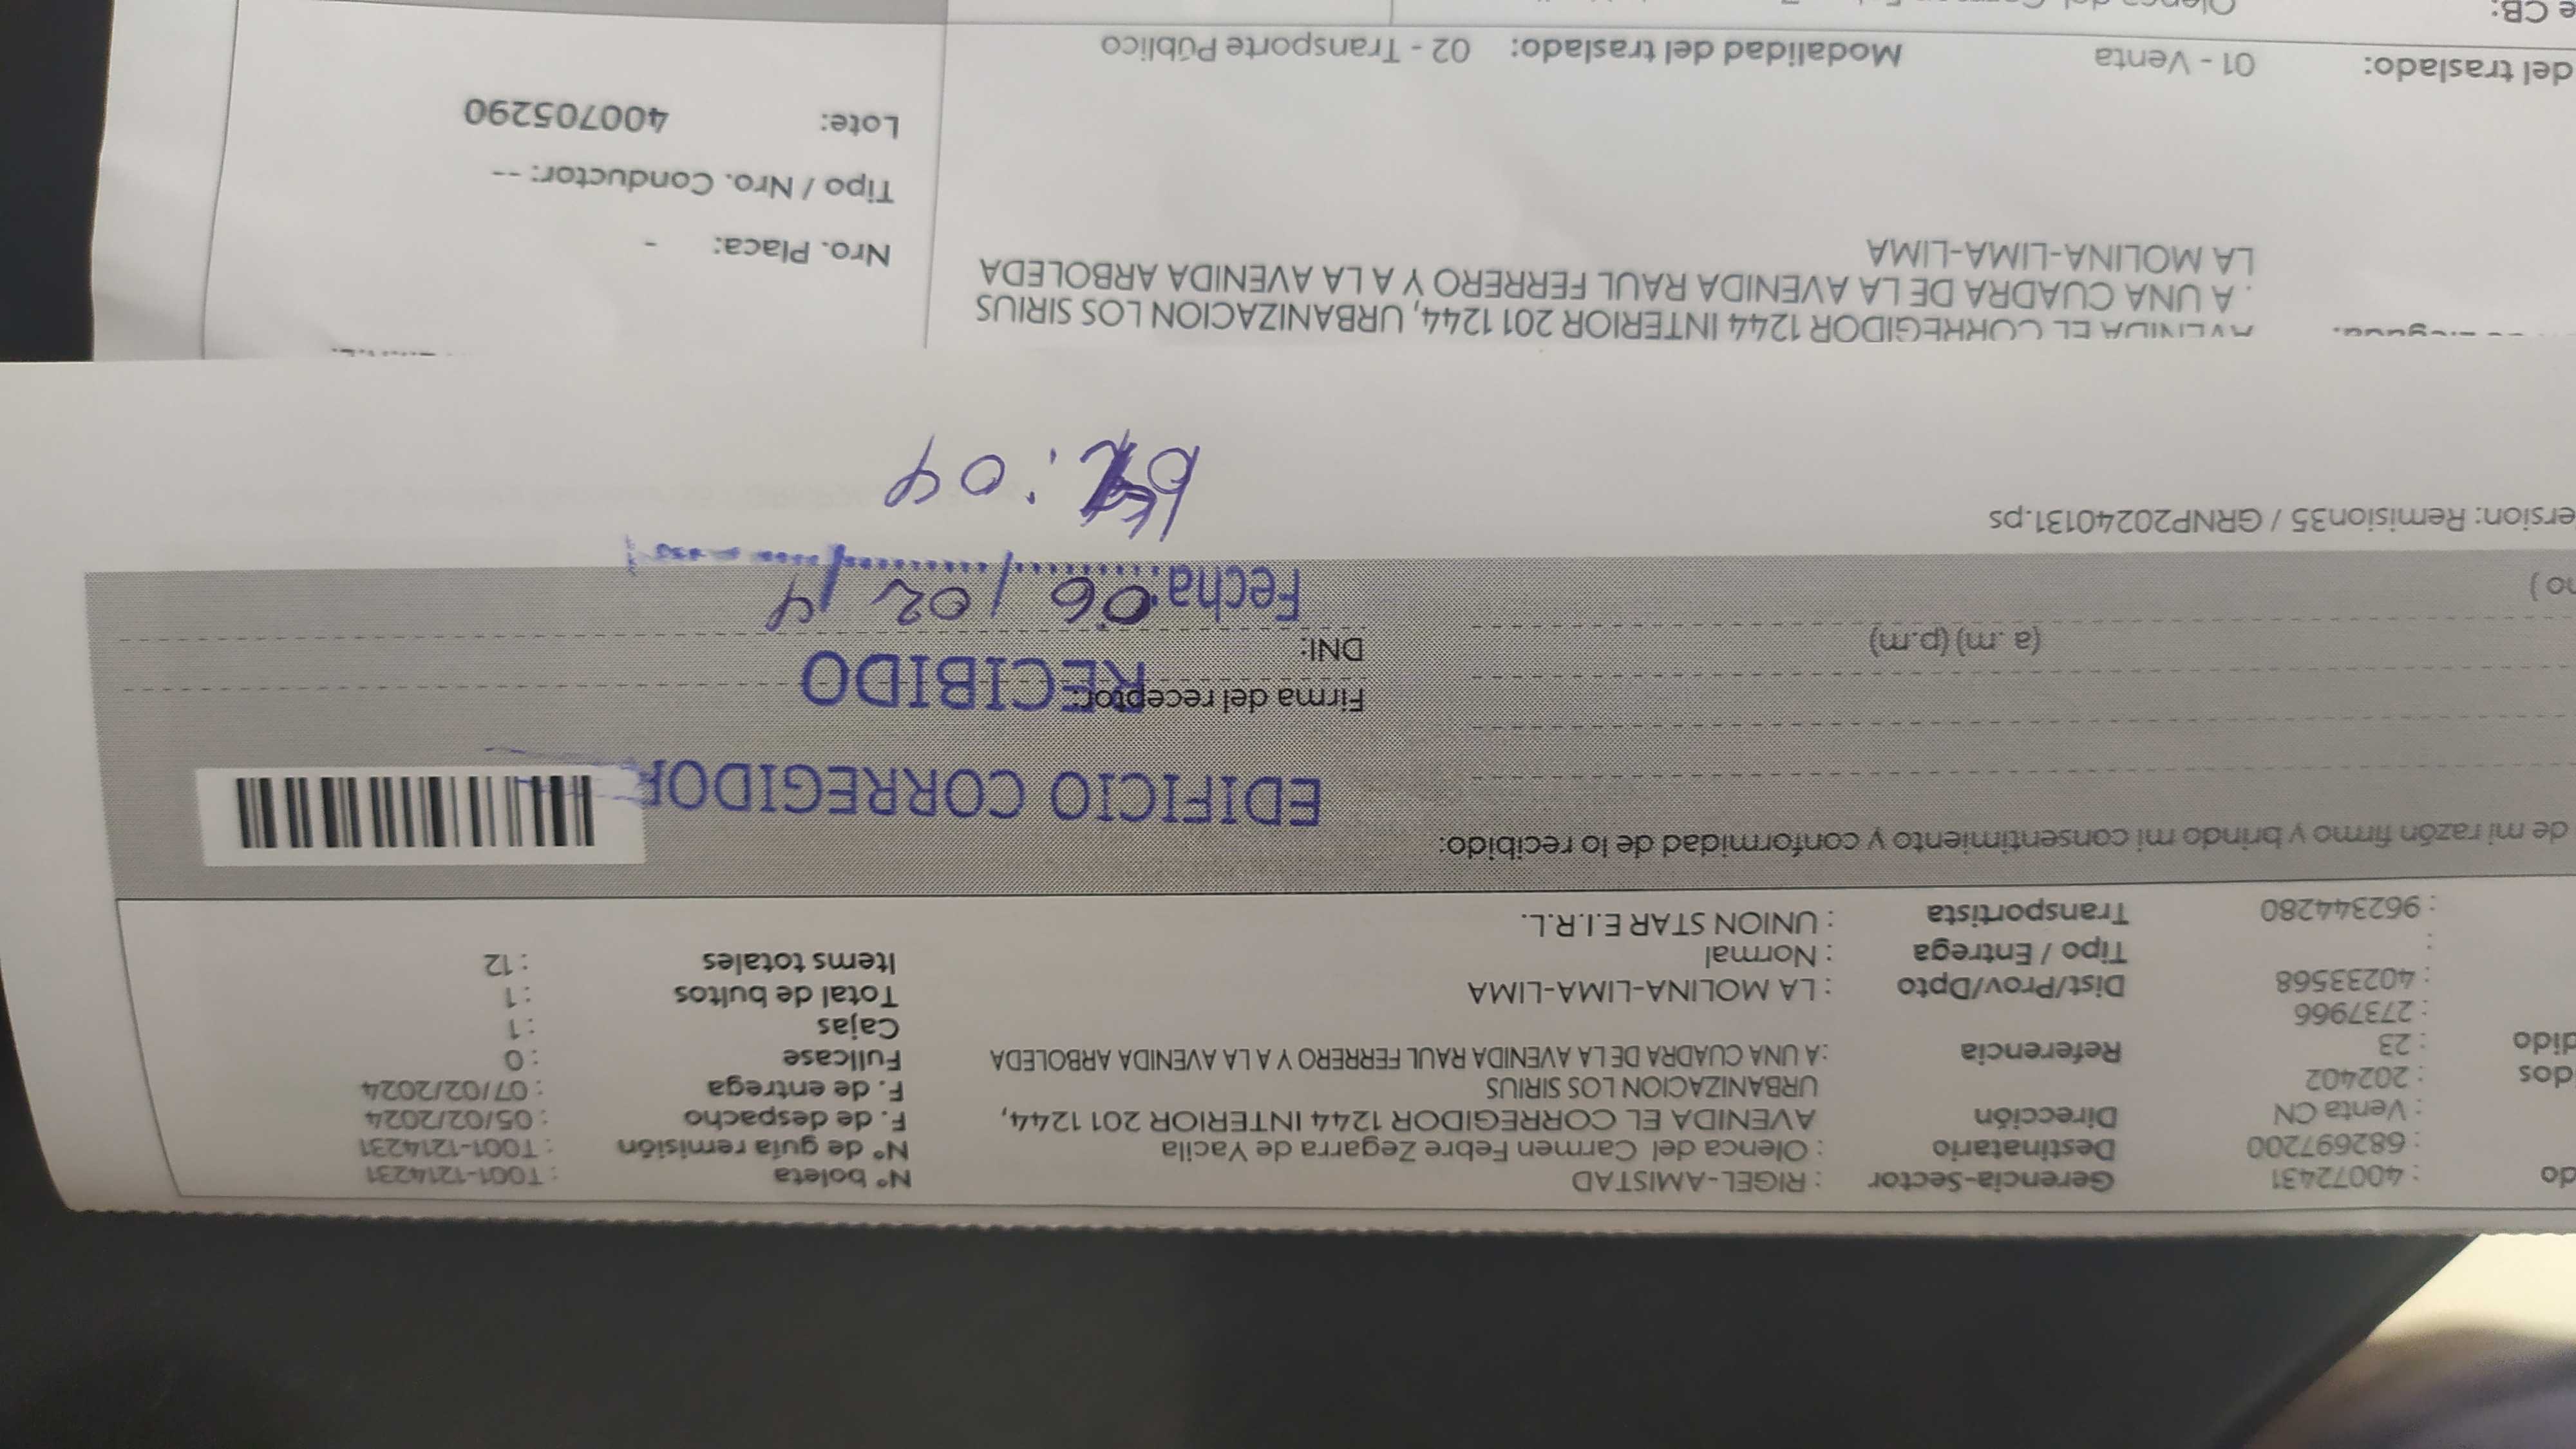 do : 40072431 Gerencia-Sector : RIGEL-AMISTAD N° boleta : T001-1214231
: 682697200 Destinatario : Olenca del Carmen Febre Zegarra de Yacila N° de guía remisión : T001-1214231
: Venta CN Dirección AVENIDA EL CORREGIDOR 1244 INTERIOR 201 1244, F. de despacho : 05/02/2024
dos : 202402 URBANIZACION LOS SIRIUS F. de entrega : 07/02/2024
dido : 23 Referencia : A UNA CUADRA DE LA AVENIDA RAUL FERRERO Y A LA AVENIDA ARBOLEDA Fullcase : 0
: 2737966 Cajas : 1
: 40233568 Dist/Prov/Dpto : LA MOLINA-LIMA-LIMA Total de bultos : 1
: Tipo / Entrega : Normal Items totales : 12
: 962344280 Transportista : UNION STAR E.I.R.L.
de mi razón firmo y brindo mi consentimiento y conformidad de lo recibido:
EDIFICIO CORREGIDOR
Firma del receptor:
RECIBIDO
(a .m) (p.m) DNI:
Fecha: 06 / 02 / 4
no )
ersion: Remision35 / GRNP20240131.ps
: 04
AVENIDA EL CORREGIDOR 1244 INTERIOR 201 1244, URBANIZACION LOS SIRIUS
. A UNA CUADRA DE LA AVENIDA RAUL FERRERO Y A LA AVENIDA ARBOLEDA
LA MOLINA-LIMA-LIMA
Nro. Placa: -
Tipo / Nro. Conductor: --
Lote: 400705290
del traslado: 01 - Venta Modalidad del traslado: 02 - Transporte Público
e CB: